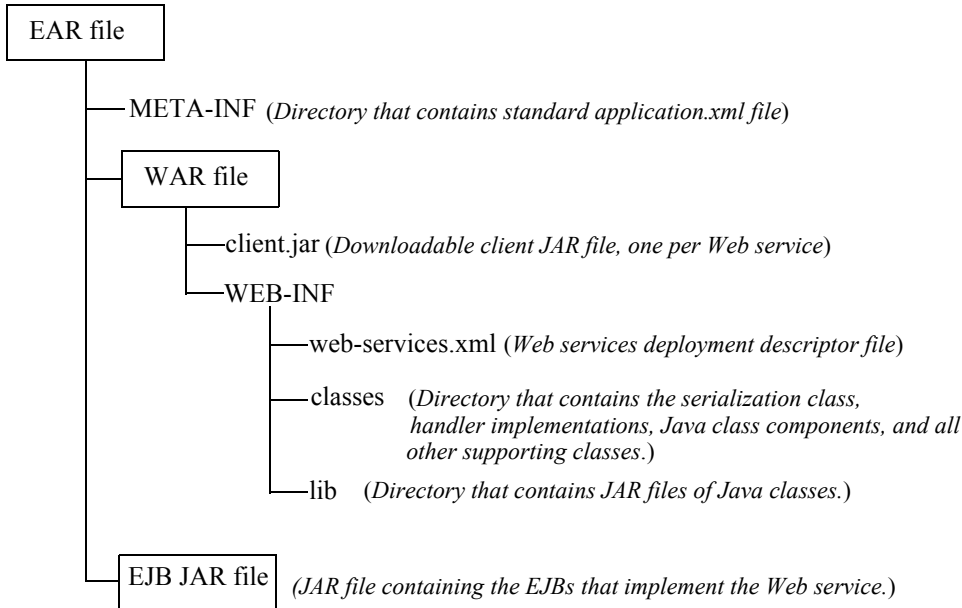 EAR file
META-INF (Directory that contains standard application.xml file)
WAR file
client.jar (Downloadable client JAR file, one per Web service)
WEB-INF
web-services.xml (Web services deployment descriptor file)
classes (Directory that contains the serialization class,
handler implementations, Java class components, and all
other supporting classes.)
lib (Directory that contains JAR files of Java classes.)
EJB JAR file (JAR file containing the EJBs that implement the Web service.)